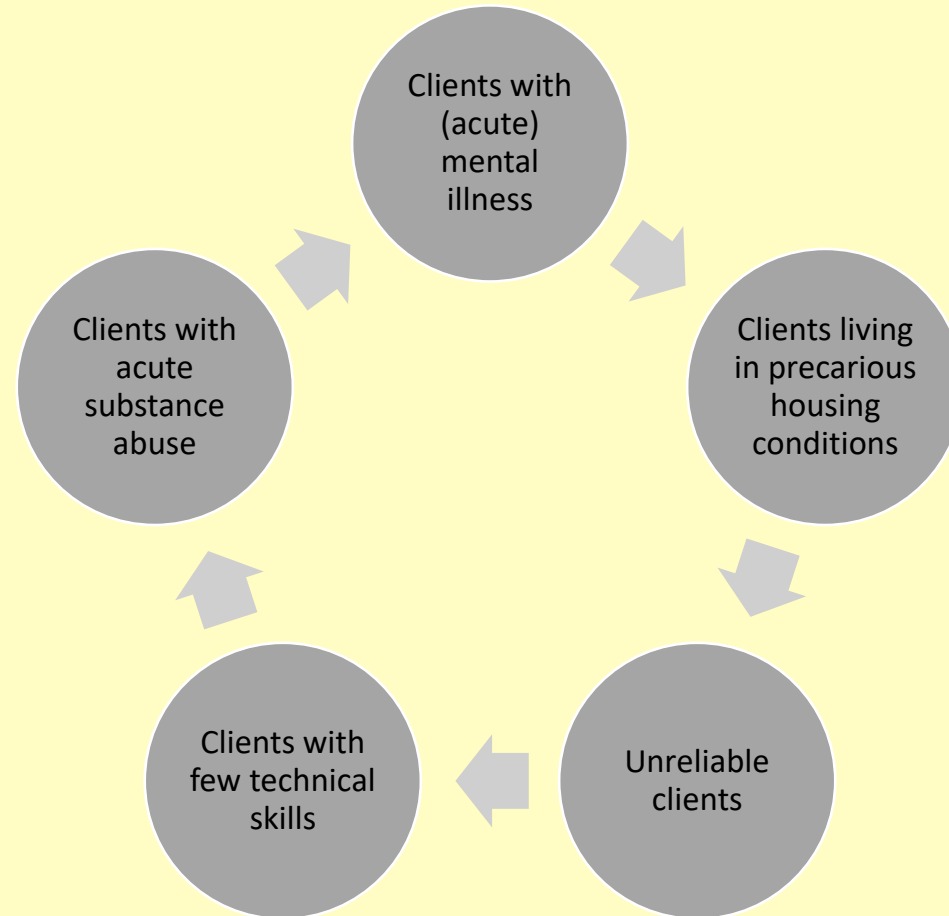 Clients with
(acute)
mental
illness
Clients living
in precarious
housing
conditions
Unreliable
clients
Clients with
few technical
skills
Clients with
acute
substance
abuse